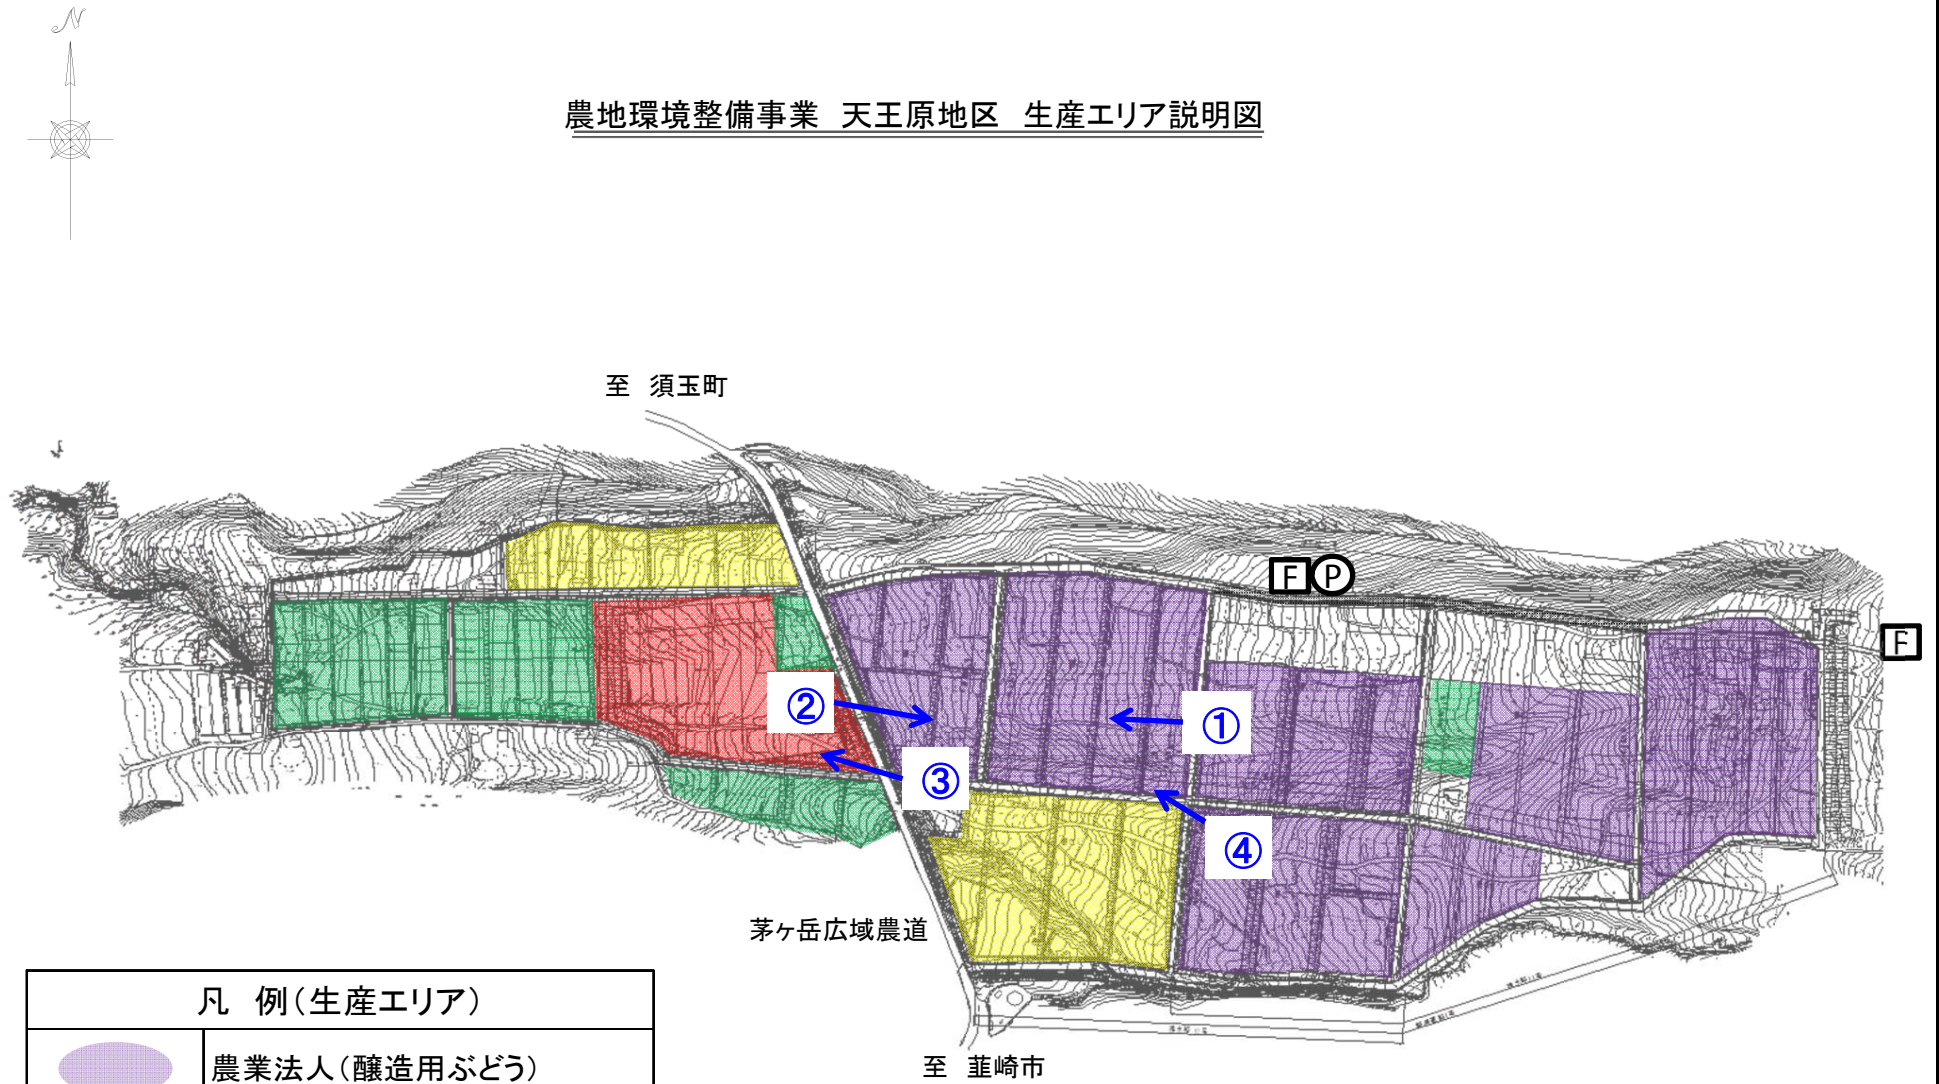 N
農地環境整備事業 天王原地区 生産エリア説明図
至 須玉町
F P
F
②
①
③
④
茅ヶ岳広域農道
凡 例(生産エリア)
農業法人(醸造用ぶどう)
至 韮崎市